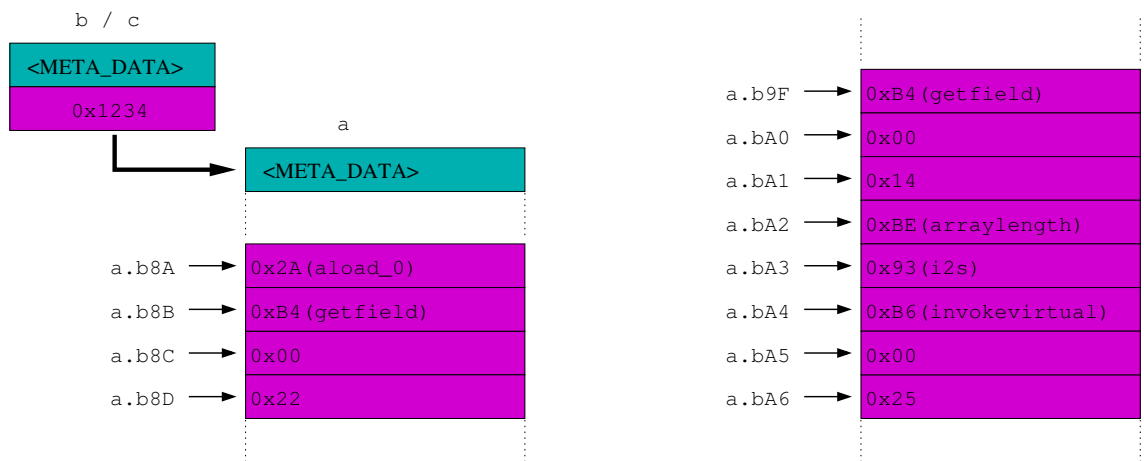 b / c
<META_DATA>
0x1234
a
<META_DATA>
a.b8A 0x2A(aload_0)
a.b8B 0xB4(getfield)
a.b8C 0x00
a.b8D 0x22
a.b9F 0xB4(getfield)
a.bA0 0x00
a.bA1 0x14
a.bA2 0xBE(arraylength)
a.bA3 0x93(i2s)
a.bA4 0xB6(invokevirtual)
a.bA5 0x00
a.bA6 0x25